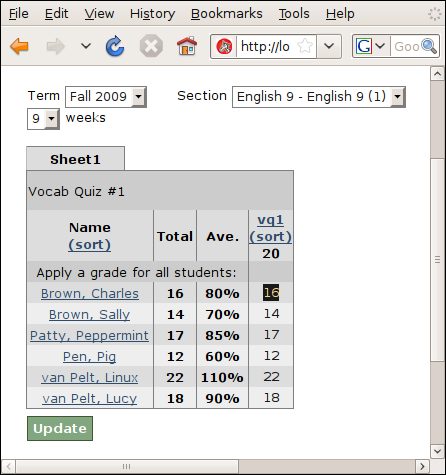 File Edit View History Bookmarks Tools Help
http://lo Goo
Term Fall 2009 Section English 9 - English 9 (1)
9 weeks
Sheet1
Vocab Quiz #1
Name (sort) Total Ave. vq1 (sort) 20
Apply a grade for all students:
Brown, Charles 16 80% 16
Brown, Sally 14 70% 14
Patty, Peppermint 17 85% 17
Pen, Pig 12 60% 12
van Pelt, Linux 22 110% 22
van Pelt, Lucy 18 90% 18
Update